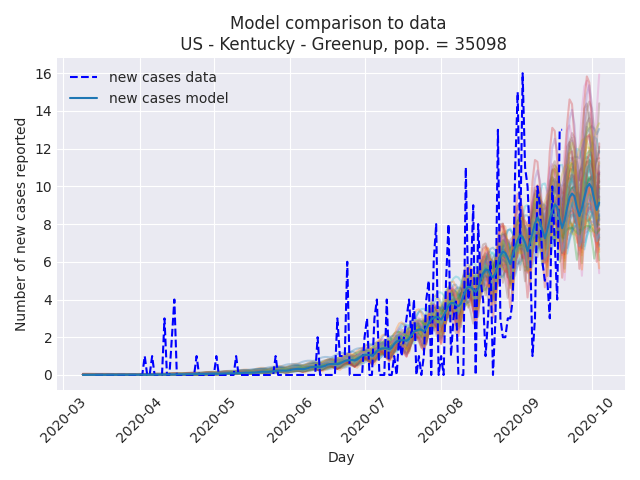 Model comparison to data
US - Kentucky - Greenup, pop. = 35098
new cases data
new cases model
Number of new cases reported
16
14
12
10
8
6
4
2
0
2020-03
2020-04
2020-05
2020-06
2020-07
2020-08
2020-09
2020-10
Day